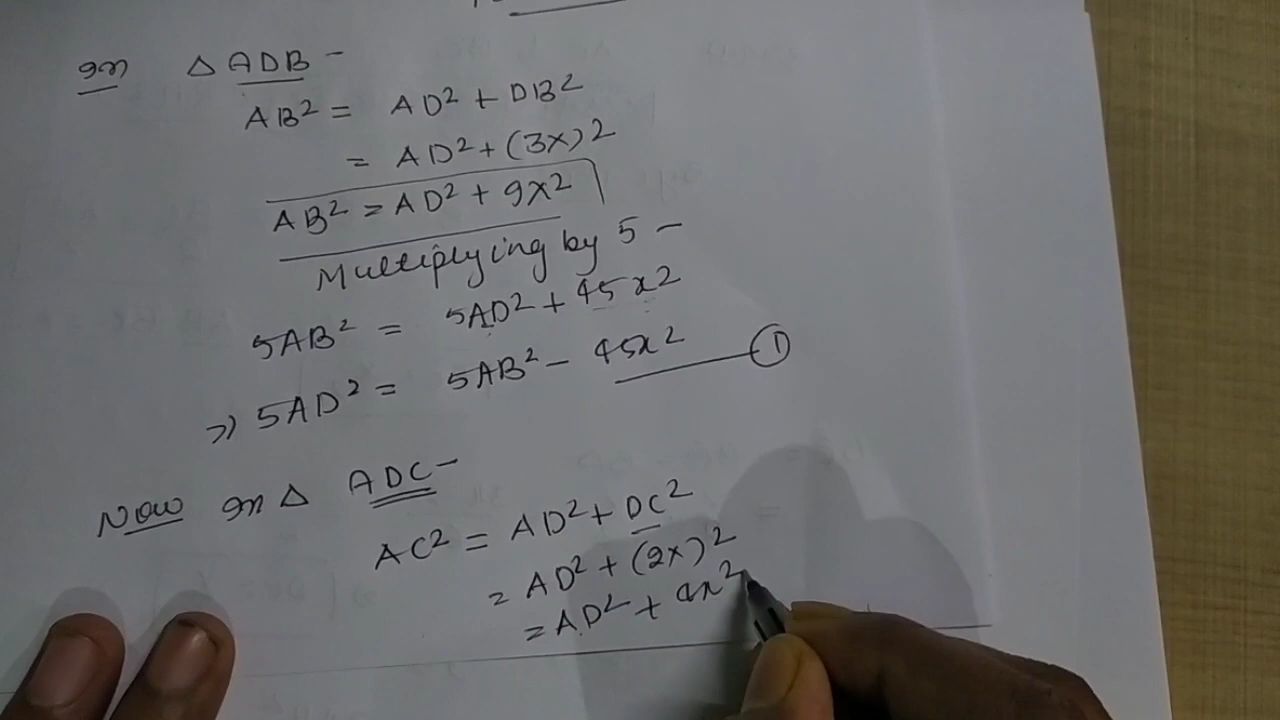 In △ ADB -
AB² = AD² + DB²
= AD² + (3x)²
AB² = AD² + 9x²
Multiplying by 5 -
5AB² = 5AD² + 45x²
=> 5AD² = 5AB² - 45x² ①
Now In △ ADC -
AC² = AD² + DC²
= AD² + (2x)²
= AD² + 4x²